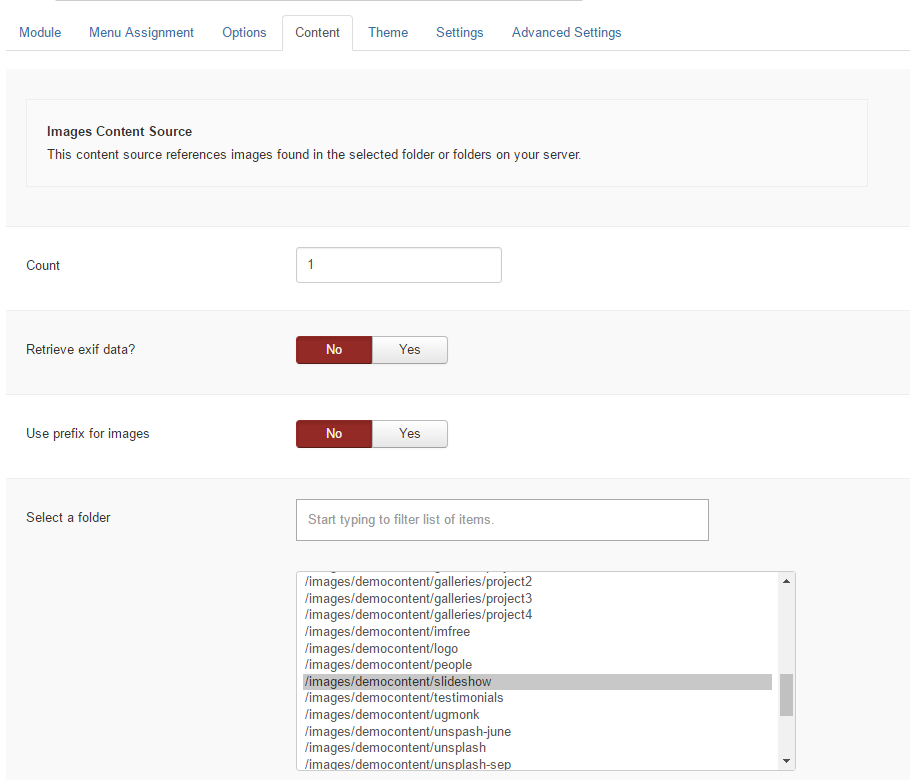 Module Menu Assignment Options Content Theme Settings Advanced Settings
Images Content Source
This content source references images found in the selected folder or folders on your server.
Count 1
Retrieve exif data? No Yes
Use prefix for images No Yes
Select a folder Start typing to filter list of items.
/images/democontent/galleries/project2
/images/democontent/galleries/project3
/images/democontent/galleries/project4
/images/democontent/imfree
/images/democontent/logo
/images/democontent/people
/images/democontent/slideshow
/images/democontent/testimonials
/images/democontent/ugmonk
/images/democontent/unspash-june
/images/democontent/unsplash
/images/democontent/unsplash-sep